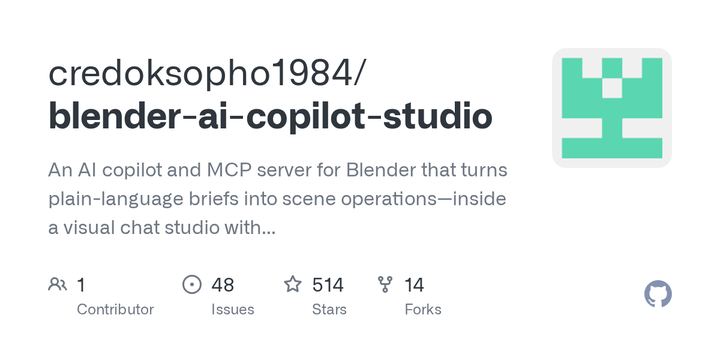 credoksopho1984/
blender-ai-copilot-studio
An AI copilot and MCP server for Blender that turns
plain-language briefs into scene operations—inside
a visual chat studio with...
1
Contributor
48
Issues
514
Stars
14
Forks